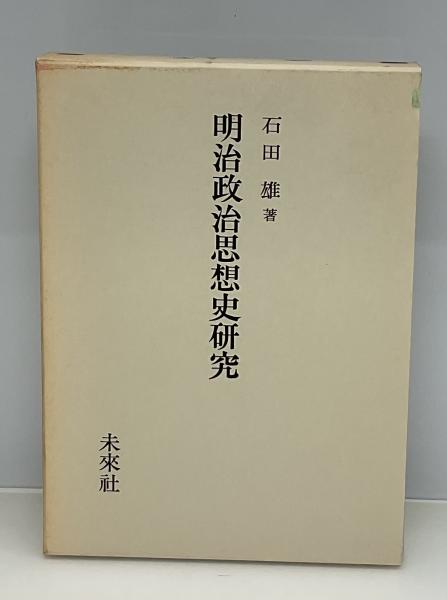 石田 雄 著
明治政治思想史研究
未來社